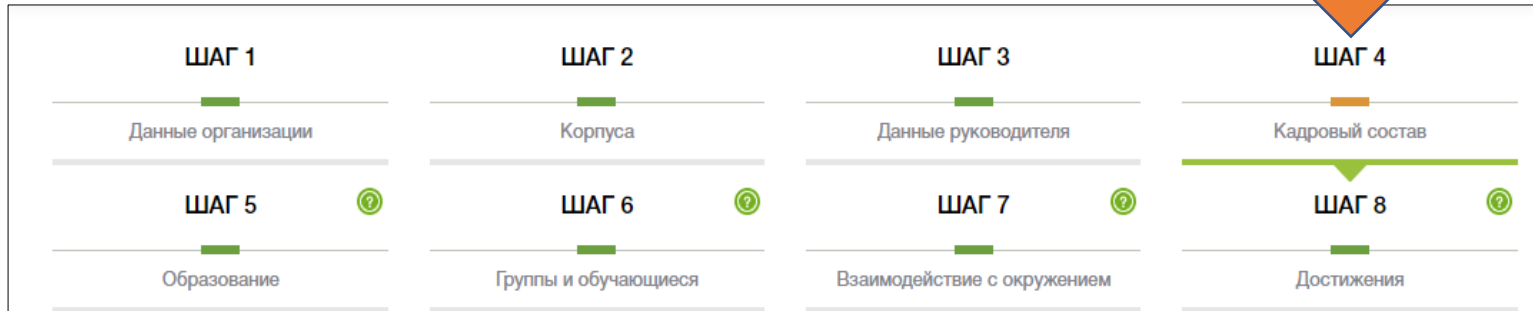 ШАГ 1
ШАГ 2
ШАГ 3
ШАГ 4
Данные организации
Корпуса
Данные руководителя
Кадровый состав
ШАГ 5
?
ШАГ 6
?
ШАГ 7
?
ШАГ 8
?
Образование
Группы и обучающиеся
Взаимодействие с окружением
Достижения